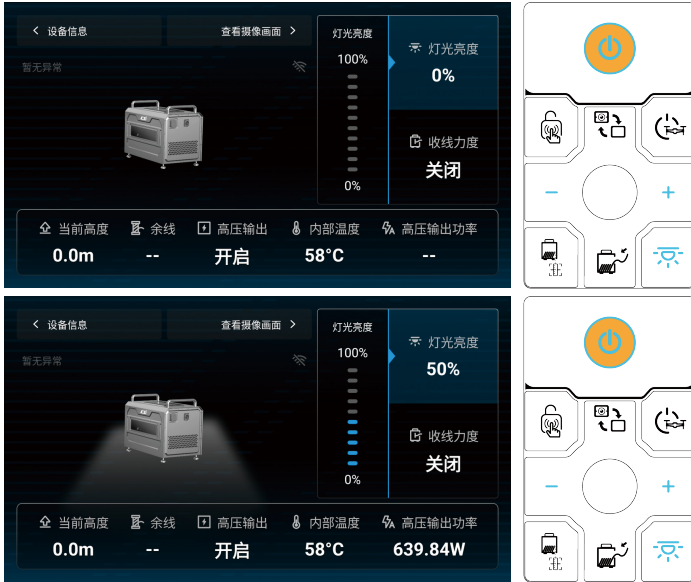 设备信息
查看摄像画面
暂无异常
灯光亮度
100%
0%
灯光亮度
0%
收线力度
关闭
当前高度 余线 高压输出 内部温度 高压输出功率
0.0m -- 开启 58°C --
− +
设备信息
查看摄像画面
暂无异常
灯光亮度
100%
0%
灯光亮度
50%
收线力度
关闭
当前高度 余线 高压输出 内部温度 高压输出功率
0.0m -- 开启 58°C 639.84W
− +